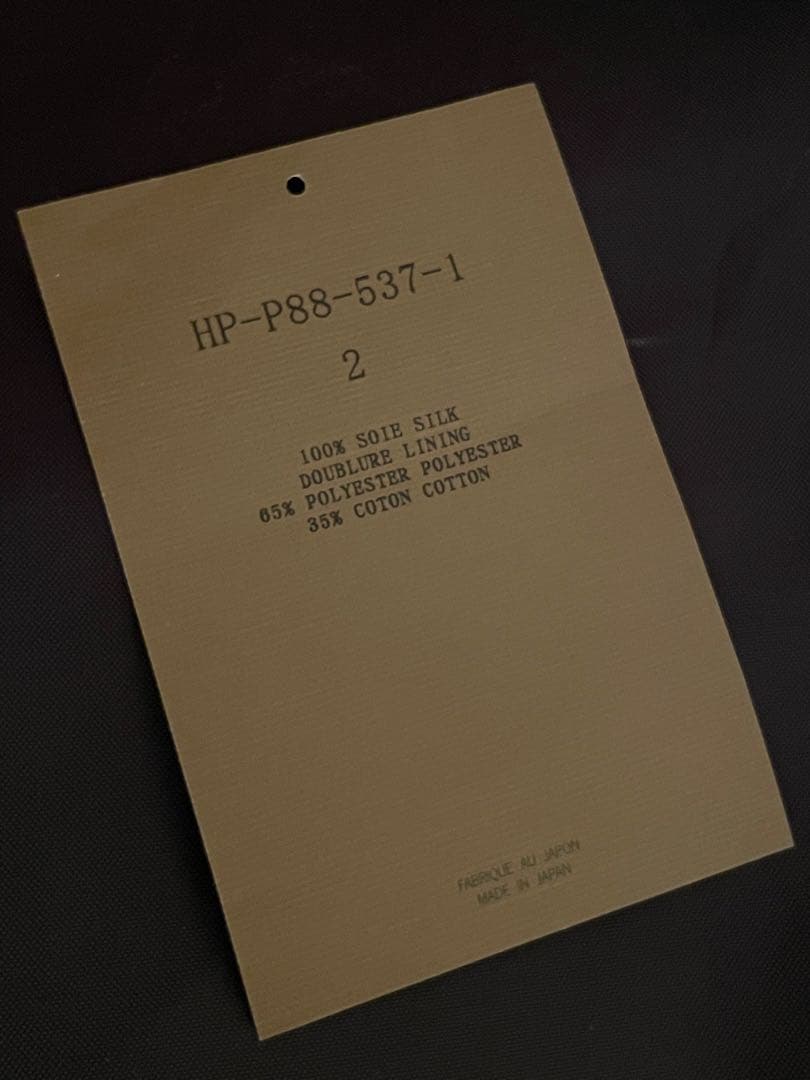 HP-P88-537-1
2
100% SOIE SILK
DOUBLURE LINING
65% POLYESTER POLYESTER
35% COTON COTTON
FABRIQUE AU JAPON
MADE IN JAPAN